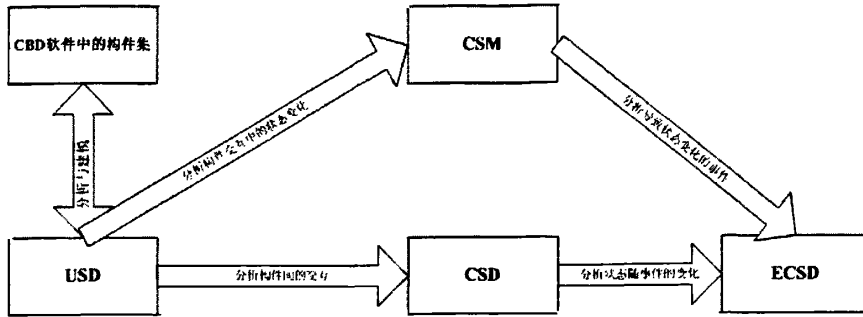 CBD软件中的构件集
CSM
分析构件交互中的状态变化
分析导致状态变化的事件
分析与建模
USD
分析构件间的交互
CSD
分析状态随事件的变化
ECSD